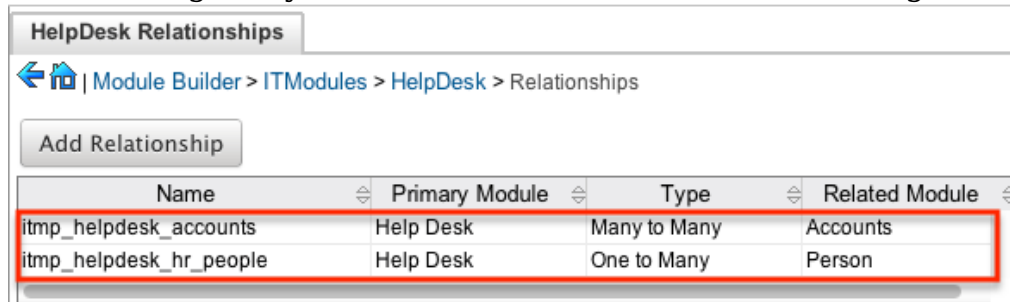 HelpDesk Relationships
| Module Builder > ITModules > HelpDesk > Relationships
Add Relationship
Name Primary Module Type Related Module
itmp_helpdesk_accounts Help Desk Many to Many Accounts
itmp_helpdesk_hr_people Help Desk One to Many Person